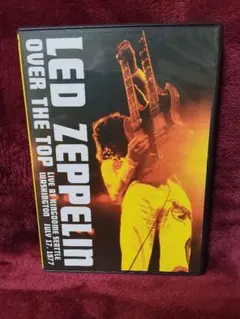 LED ZEPPELIN
OVER THE TOP
LIVE AT KINGDOME SEATTLE
WASHINGTON JULY 17. 1977